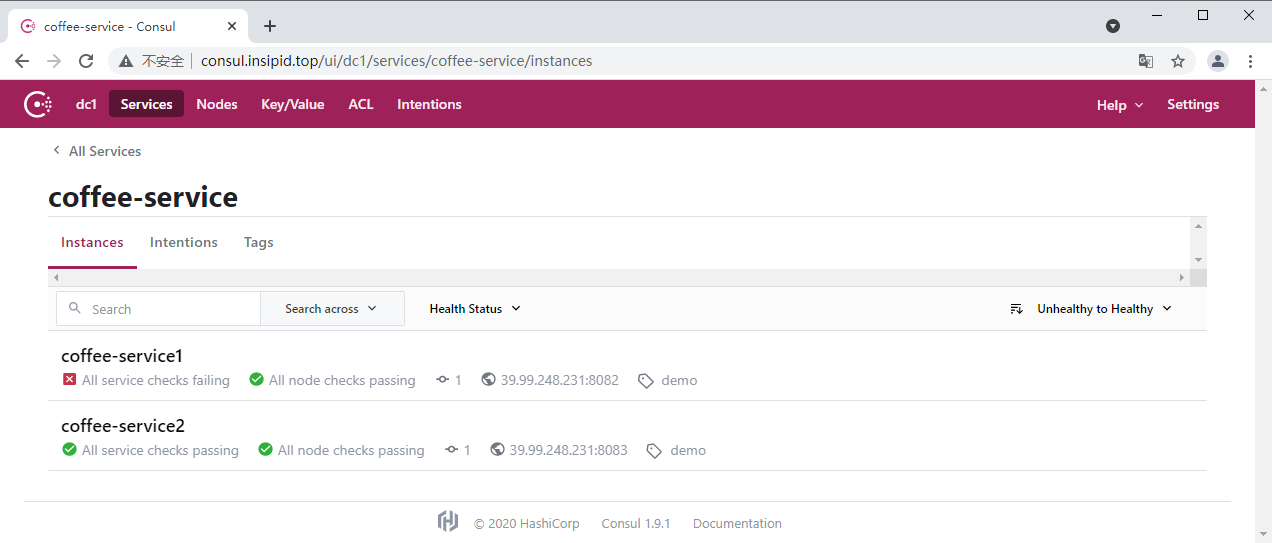 coffee-service - Consul
不安全 consul.insipid.top/ui/dc1/services/coffee-service/instances
dc1 Services Nodes Key/Value ACL Intentions Help Settings
All Services
coffee-service
Instances Intentions Tags
Search Search across Health Status Unhealthy to Healthy
coffee-service1
All service checks failing All node checks passing 1 39.99.248.231:8082 demo
coffee-service2
All service checks passing All node checks passing 1 39.99.248.231:8083 demo
© 2020 HashiCorp Consul 1.9.1 Documentation